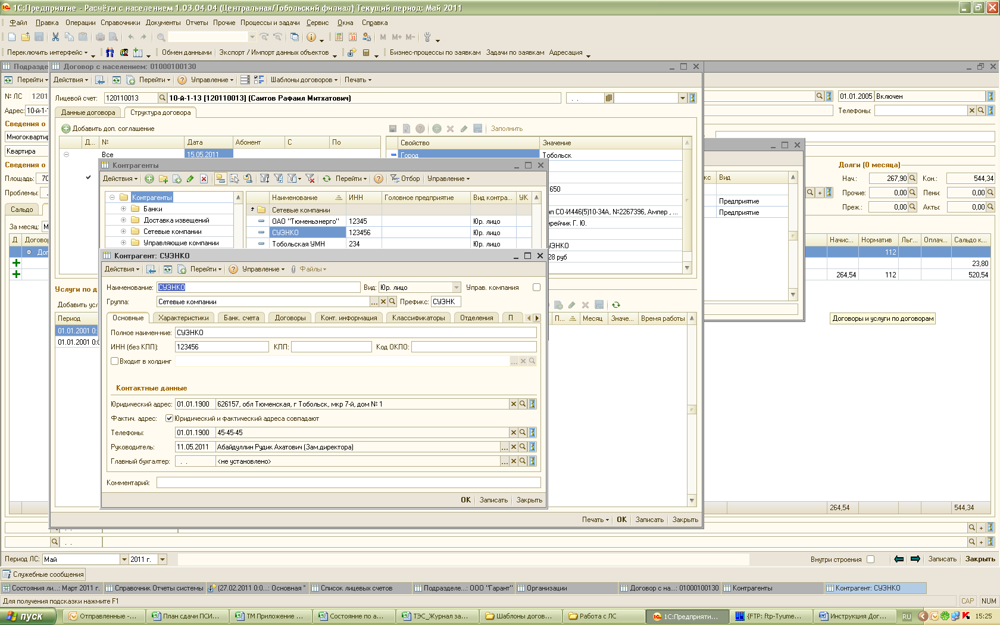 1С:Предприятие - Расчёты с населением 1.03.04.04 (Центральная/Тобольский филиал) Текущий период: Май 2011
Файл Правка Операции Справочники Документы Отчеты Прочие Процессы и задачи Сервис Окна Справка
M M+ M-
Переключить интерфейс Обмен данными Экспорт / Импорт данных объектов Бизнес-процессы по заявкам Задачи по заявкам Адресация
Подразде Договор с населением: 01000100130
Перейти Действия Перейти Управление Шаблоны договоров Печать
№ ЛС 1201 Лицевой счет: 120110013 10-й-1-13 [120110013] (Саитов Рафаил Митхатович) . . 01.01.2005 Включен
Адрес: 10-й-1- Данные договора Структура договора Телефоны:
Сведения о Добавить доп. соглашение Заполнить
Многокварти Д... № Дата Абонент С По Свойство Значение
Квартира Все 15.05.2011 Город Тобольск
Сведения о Контрагенты Долги (0 месяца)
Площадь: 70 Действия Перейти Отбор Управление кс Вид Нач.: 267,90 Кон.: 544,34
Проблемы: Контрагенты Наименование ИНН Головное предприятие Вид контра... УК 650 Прочие: 0,00 Пени: 0,00
Банки Сетевые компании Предприятие
Сальдо Доставка извещений ОАО "Тюменьэнерго" 12345 Юр. лицо нп СО-И446(5)10-34А, №2267396, Ампер , ... Предприятие Преж.: 0,00 Акты: 0,00
За месяц: М Сетевые компании СУЭНКО 123456 Юр. лицо нрейчик Г. Ю.
Д Договор Управляющие компании Тобольская УМН 234 Юр. лицо УЭНКО Начис... Норматив Льг... Оплач... Сальдо к...
Дог Контрагент: СУЭНКО 28 руб 112
23,80
Действия Перейти Управление Файлы 264,54 112 520,54
Услуги по д Наименование: СУЭНКО Вид: Юр. лицо Управ. компания
Добавить усл Группа: Сетевые компании ... Префикс: СУЭНК
Период Основные Характеристики Банк. счета Договоры Конт. информация Классификаторы Отделения П П... Месяц Значе... Время работы Договоры и услуги по договорам
01.01.2001 0: Полное наимен-ние: СУЭНКО
01.01.2001 0:0 ИНН (без КПП): 123456 КПП: Код ОКПО:
Входит в холдинг ...
Контактные данные
Юридический адрес: 01.01.1900 626157, обл Тюменская, г Тобольск, мкр 7-й, дом № 1
Фактич. адрес: Юридический и фактический адреса совпадают
Телефоны: 01.01.1900 45-45-45
Руководитель: 11.05.2011 Абайдуллин Рудик Ахатович (Зам.директора) ...
Главный бухгалтер: . . <не установлено> ...
Комментарий:
OK Записать Закрыть
264,54 544,34
Печать OK Записать Закрыть
. .
. .
Период ЛС: Май 2011 г. Внутри строения Записать Закрыть
Служебные сообщения
Состояния ли...: Март 2011 г. Справочник Отчеты системы (27.02.2011 0:0...: Основная * Список лицевых счетов Подразделе...: ООО "Гарант" Организации Договор с на...: 01000100130 Контрагенты Контрагент: СУЭНКО
Для получения подсказки нажмите F1 CAP NUM
пуск Отправленные -... План сдачи ПСИ... ТМ Приложение ... Состояние по а... ТЭС_Журнал за... Шаблоны догов... Работа с ЛС 1С:Предприяти... {FTP: ftp-Tyume... Инструкция Дог... RU 15:25